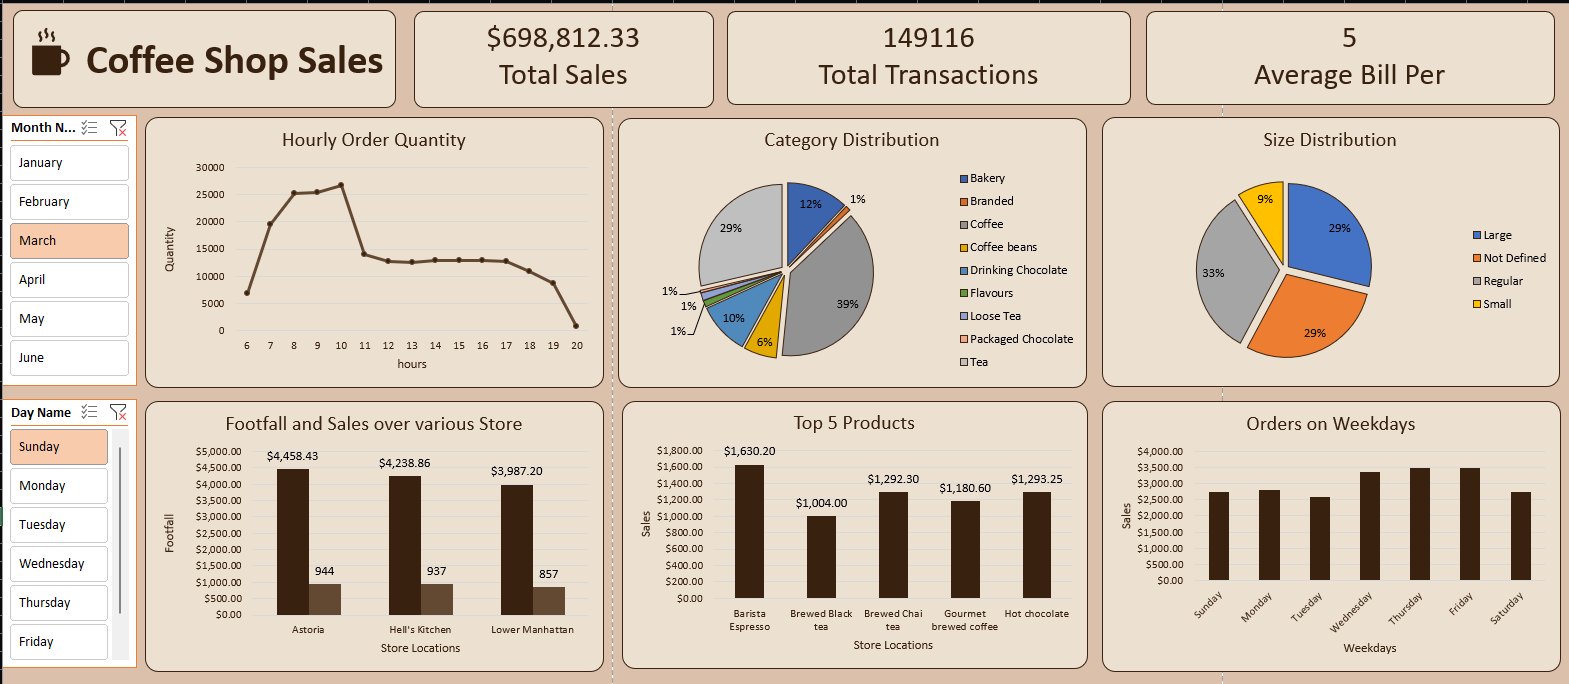 Coffee Shop Sales
$698,812.33
Total Sales
149116
Total Transactions
5
Average Bill Per
Month N...
January
February
March
April
May
June
Day Name
Sunday
Monday
Tuesday
Wednesday
Thursday
Friday
Hourly Order Quantity
Quantity
30000
25000
20000
15000
10000
5000
0
6 7 8 9 10 11 12 13 14 15 16 17 18 19 20
hours
Category Distribution
12%
1%
39%
6%
10%
1%
1%
1%
29%
Bakery
Branded
Coffee
Coffee beans
Drinking Chocolate
Flavours
Loose Tea
Packaged Chocolate
Tea
Size Distribution
29%
29%
33%
9%
Large
Not Defined
Regular
Small
Footfall and Sales over various Store
Footfall
$5,000.00
$4,500.00
$4,000.00
$3,500.00
$3,000.00
$2,500.00
$2,000.00
$1,500.00
$1,000.00
$500.00
$0.00
$4,458.43
944
$4,238.86
937
$3,987.20
857
Astoria
Hell's Kitchen
Lower Manhattan
Store Locations
Top 5 Products
Sales
$1,800.00
$1,600.00
$1,400.00
$1,200.00
$1,000.00
$800.00
$600.00
$400.00
$200.00
$0.00
$1,630.20
$1,004.00
$1,292.30
$1,180.60
$1,293.25
Barista
Espresso
Brewed Black
tea
Brewed Chai
tea
Gourmet
brewed coffee
Hot chocolate
Store Locations
Orders on Weekdays
Sales
$4,000.00
$3,500.00
$3,000.00
$2,500.00
$2,000.00
$1,500.00
$1,000.00
$500.00
$0.00
Sunday
Monday
Tuesday
Wednesday
Thursday
Friday
Saturday
Weekdays